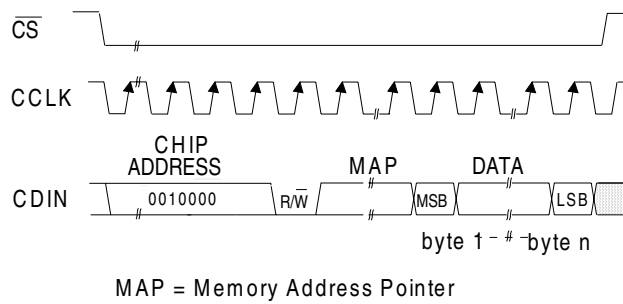 CS
CCLK
CHIP
ADDRESS
MAP
DATA
CDIN
0010000
R/W
MSB
LSB
byte 1
byte n
MAP = Memory Address Pointer